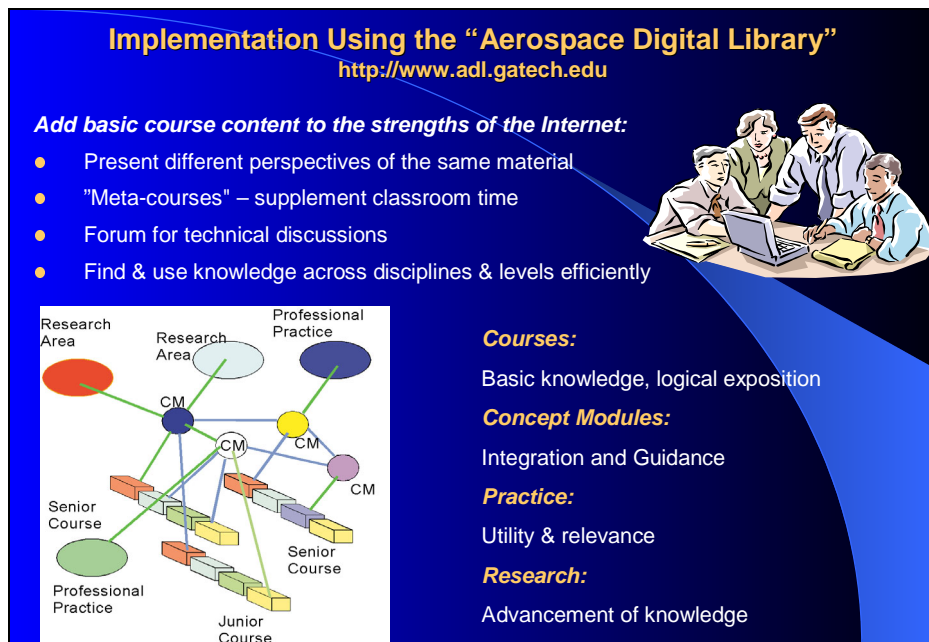 Implementation Using the “Aerospace Digital Library”
http://www.adl.gatech.edu
Add basic course content to the strengths of the Internet:
Present different perspectives of the same material
”Meta-courses" – supplement classroom time
Forum for technical discussions
Find & use knowledge across disciplines & levels efficiently
Research
Area
Research
Area
Professional
Practice
CM
CM
CM
CM
Senior
Course
Senior
Course
Professional
Practice
Junior
Course
Courses:
Basic knowledge, logical exposition
Concept Modules:
Integration and Guidance
Practice:
Utility & relevance
Research:
Advancement of knowledge